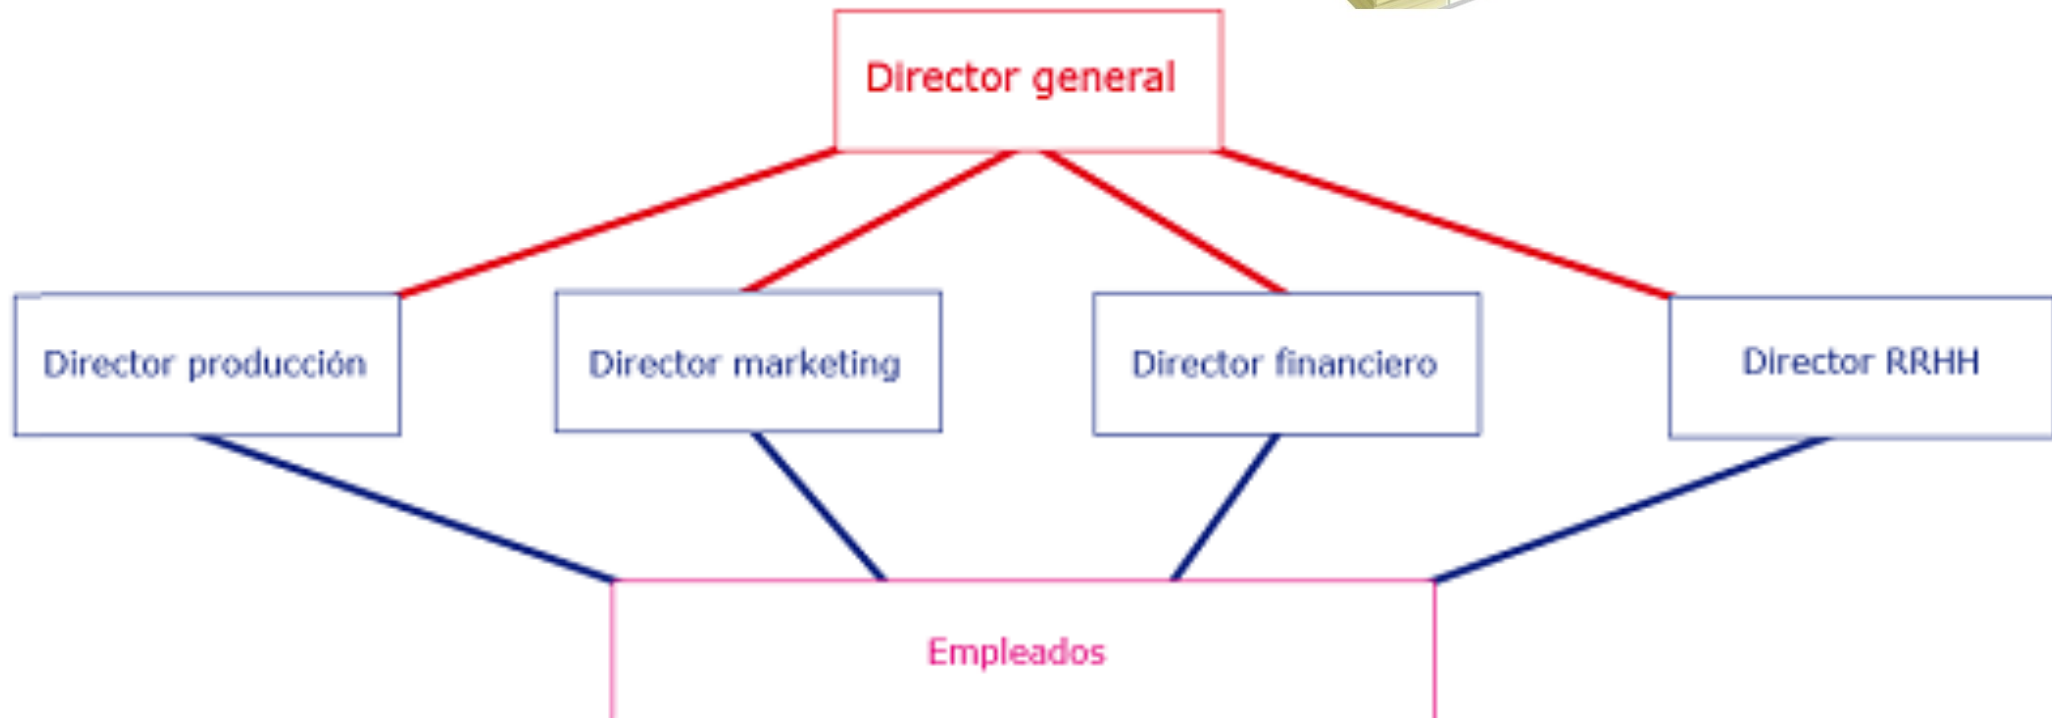 Director general
Director producción
Director marketing
Director financiero
Director RRHH
Empleados